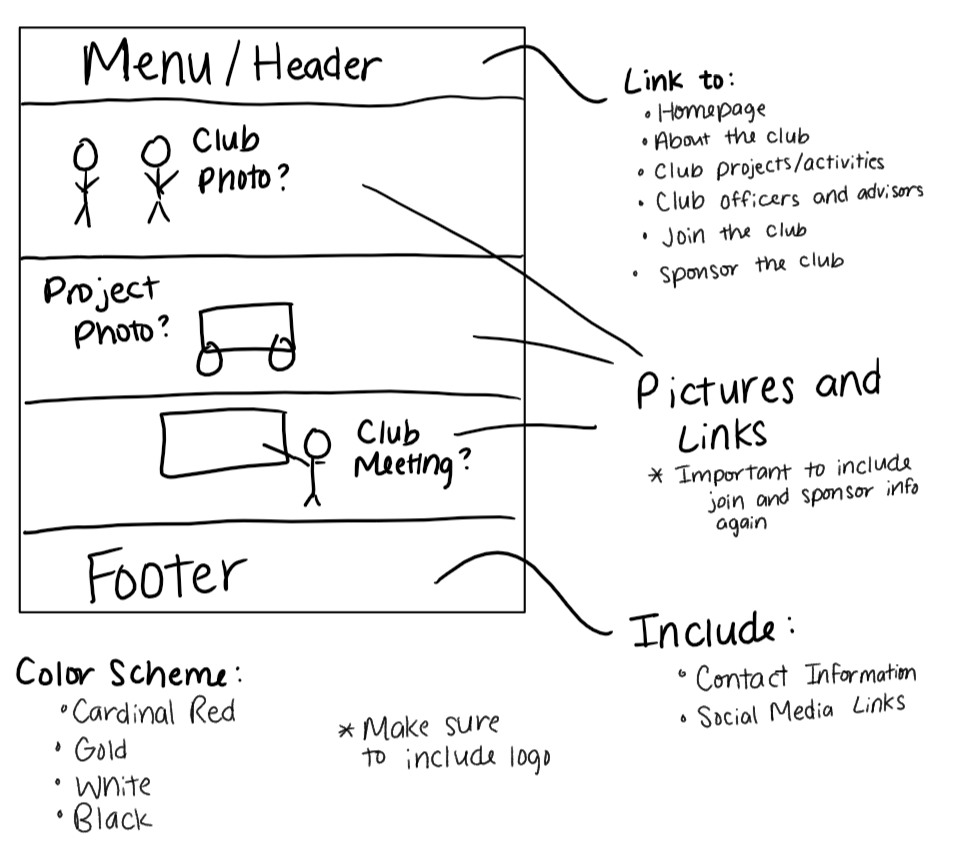 Menu / Header
Club
Photo?
Project
Photo?
Club
Meeting?
Footer
Link to:
• Homepage
• About the club
• Club projects/activities
• Club officers and advisors
• Join the club
• Sponsor the club
Pictures and
Links
* Important to include
join and sponsor info
again
Include:
• Contact Information
• Social Media Links
Color Scheme:
• Cardinal Red
• Gold
• White
• Black
* Make sure
to include logo